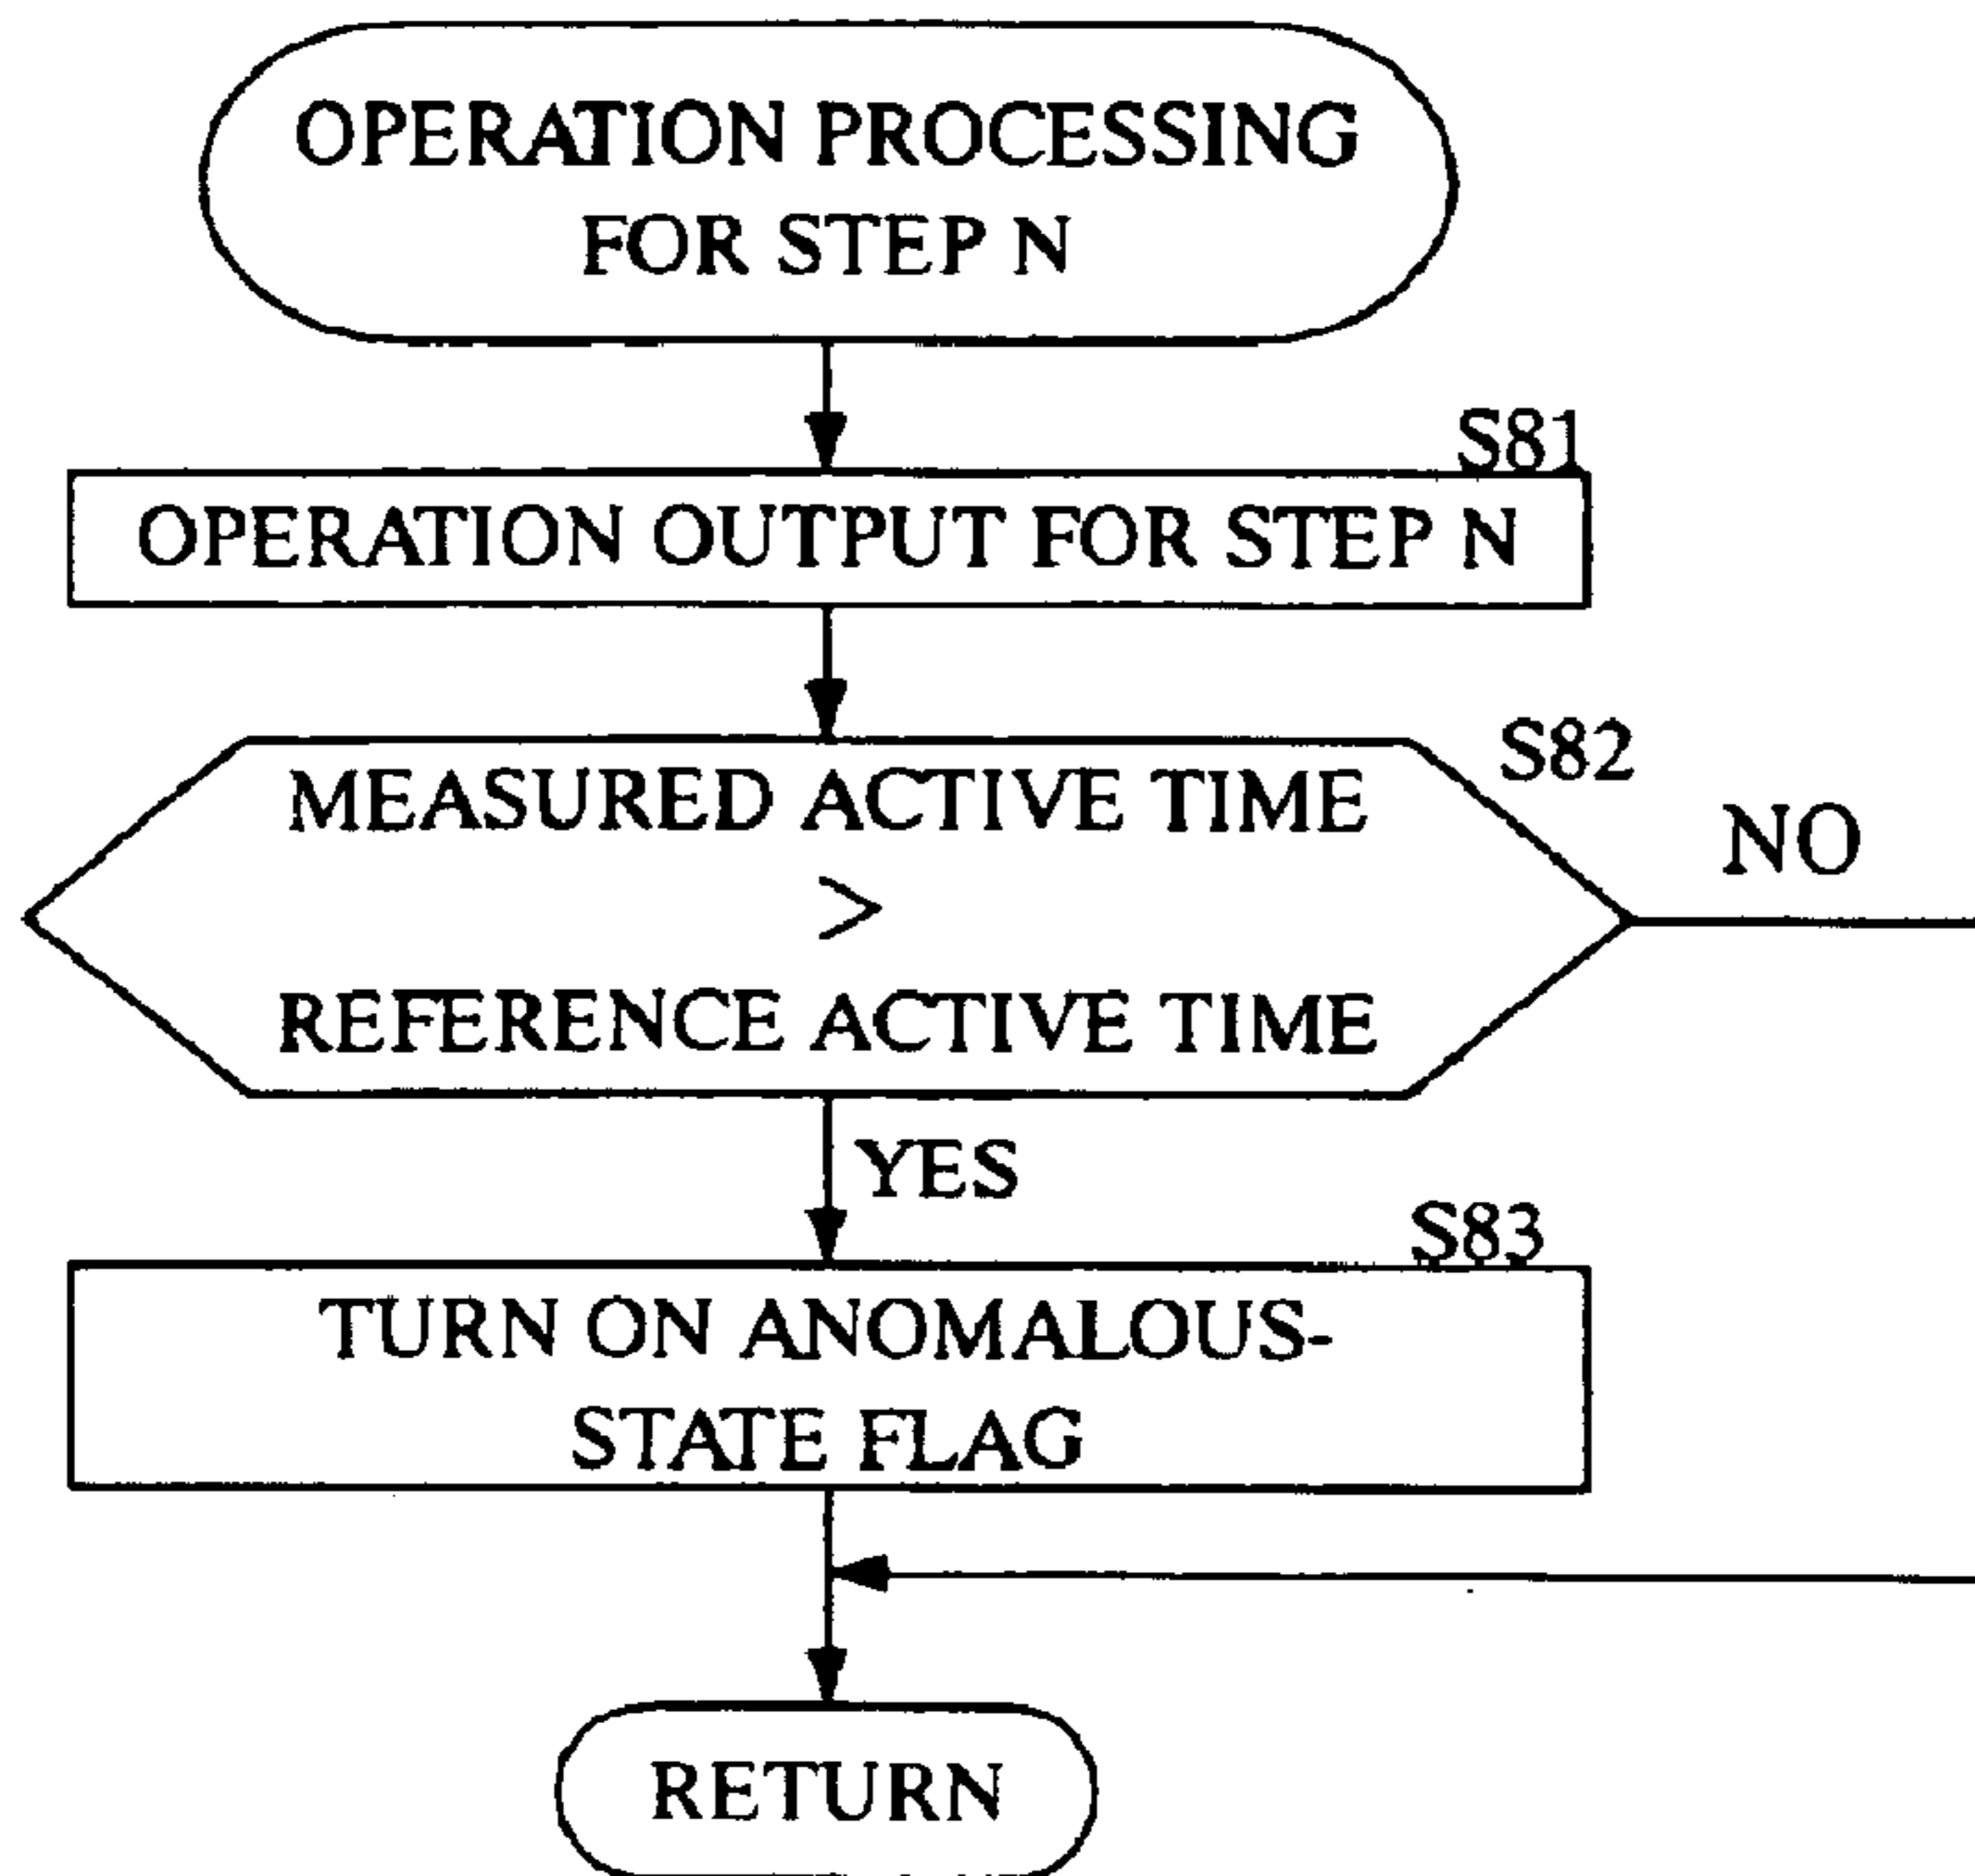 OPERATION PROCESSING
FOR STEP N
S81
OPERATION OUTPUT FOR STEP N
S82
MEASURED ACTIVE TIME
>
REFERENCE ACTIVE TIME
NO
YES
S83
TURN ON ANOMALOUS-
STATE FLAG
RETURN